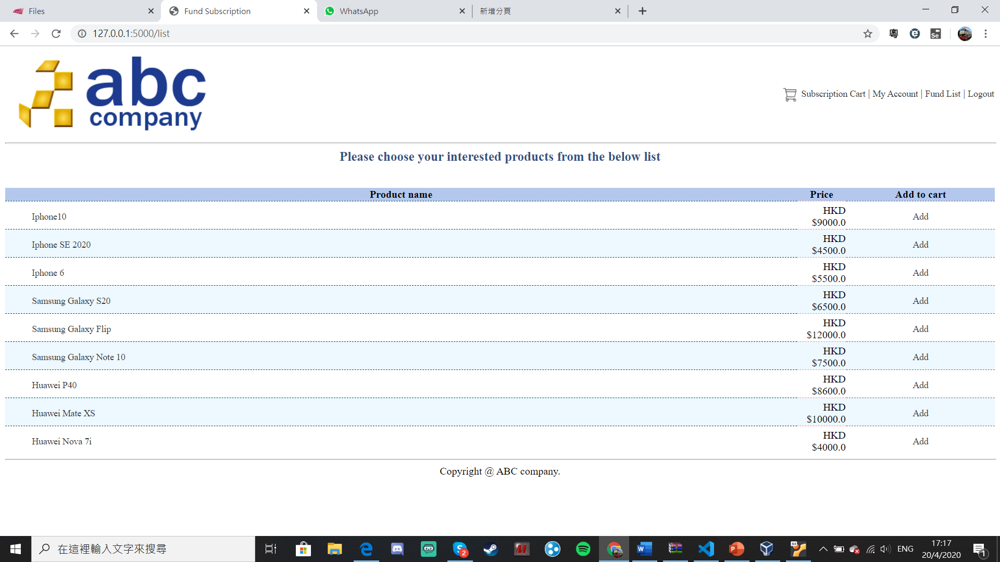 Files
Fund Subscription
WhatsApp
新增分頁
127.0.0.1:5000/list
粵
Se
abc
company
Subscription Cart | My Account | Fund List | Logout
Please choose your interested products from the below list
Product name Price Add to cart
Iphone10 HKD $9000.0 Add
Iphone SE 2020 HKD $4500.0 Add
Iphone 6 HKD $5500.0 Add
Samsung Galaxy S20 HKD $6500.0 Add
Samsung Galaxy Flip HKD $12000.0 Add
Samsung Galaxy Note 10 HKD $7500.0 Add
Huawei P40 HKD $8600.0 Add
Huawei Mate XS HKD $10000.0 Add
Huawei Nova 7i HKD $4000.0 Add
Copyright @ ABC company.
在這裡輸入文字來搜尋
2
M
W
P
64
ENG
17:17
20/4/2020
1